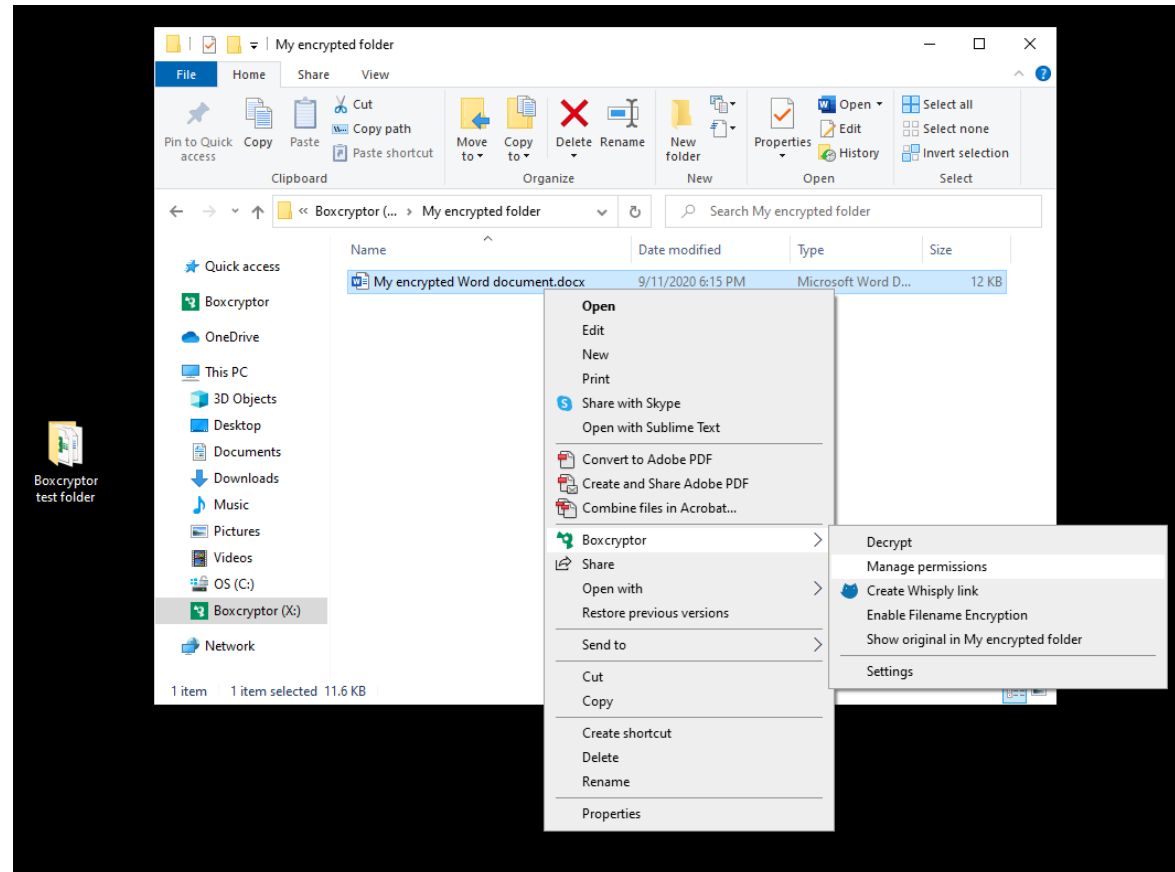 My encrypted folder
File Home Share View
Pin to Quick access
Copy
Paste
Cut
Copy path
Paste shortcut
Clipboard
Move to
Copy to
Delete
Rename
Organize
New folder
New
Properties
Open
Edit
History
Open
Select all
Select none
Invert selection
Select
« Boxcryptor (... › My encrypted folder
Search My encrypted folder
Name Date modified Type Size
My encrypted Word document.docx 9/11/2020 6:15 PM Microsoft Word D... 12 KB
Quick access
Boxcryptor
OneDrive
This PC
3D Objects
Desktop
Documents
Downloads
Music
Pictures
Videos
OS (C:)
Boxcryptor (X:)
Network
1 item 1 item selected 11.6 KB
Boxcryptor
test folder
Open
Edit
New
Print
Share with Skype
Open with Sublime Text
Convert to Adobe PDF
Create and Share Adobe PDF
Combine files in Acrobat...
Boxcryptor
Share
Open with
Restore previous versions
Send to
Cut
Copy
Create shortcut
Delete
Rename
Properties
Decrypt
Manage permissions
Create Whisply link
Enable Filename Encryption
Show original in My encrypted folder
Settings